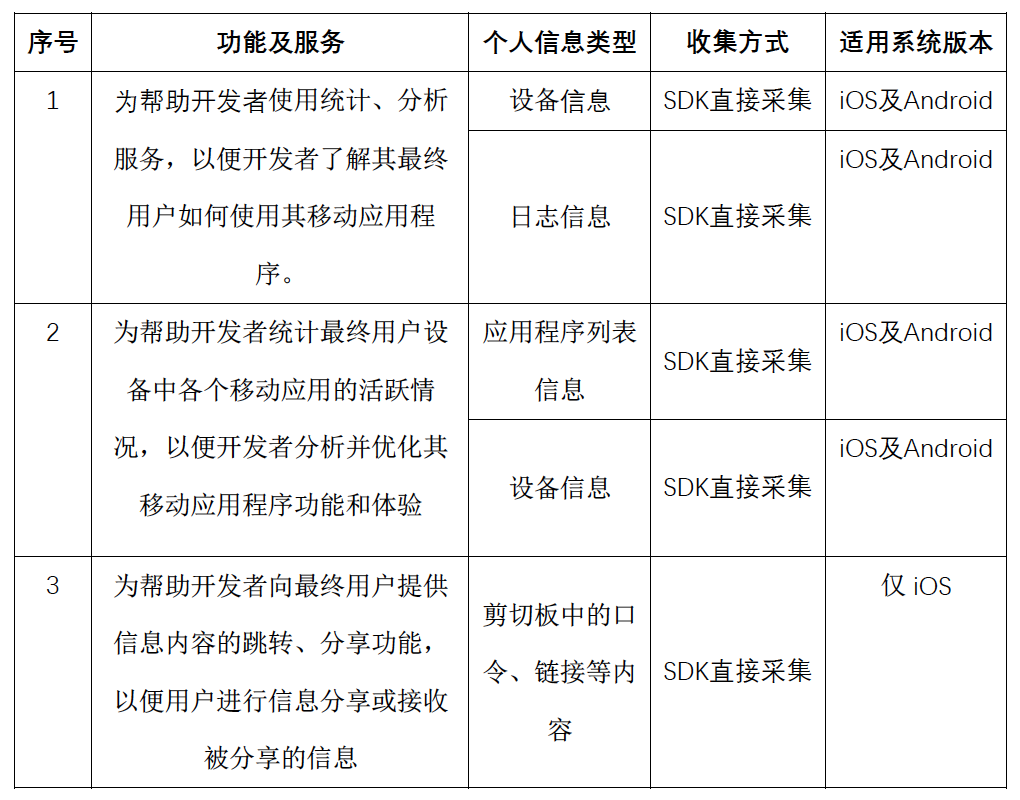 序号 功能及服务 个人信息类型 收集方式 适用系统版本
1 为帮助开发者使用统计、分析 设备信息 SDK直接采集 iOS及Android
服务，以便开发者了解其最终 iOS及Android
用户如何使用其移动应用程 日志信息 SDK直接采集
序。
2 为帮助开发者统计最终用户设 应用程序列表 iOS及Android
SDK直接采集
备中各个移动应用的活跃情 信息
况，以便开发者分析并优化其 iOS及Android
设备信息 SDK直接采集
移动应用程序功能和体验
3 为帮助开发者向最终用户提供 仅 iOS
剪切板中的口
信息内容的跳转、分享功能，
令、链接等内 SDK直接采集
以便用户进行信息分享或接收
容
被分享的信息